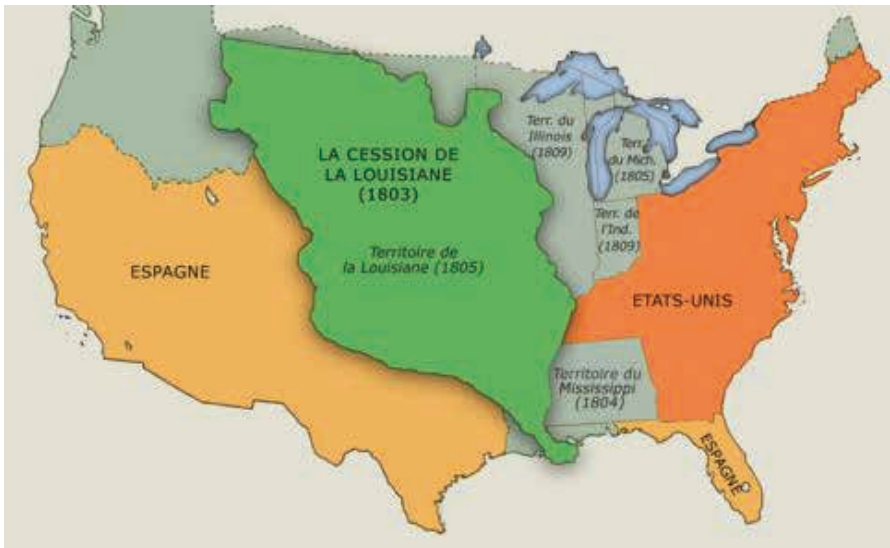 Terr. du
Illinois
(1809)
Terr.
du Mich.
(1805)
LA CESSION DE
LA LOUISIANE
(1803)
Terr. de
l'Ind.
(1809)
Territoire de
la Louisiane (1805)
ESPAGNE
ETATS-UNIS
Territoire du
Mississippi
(1804)
ESPAGNE